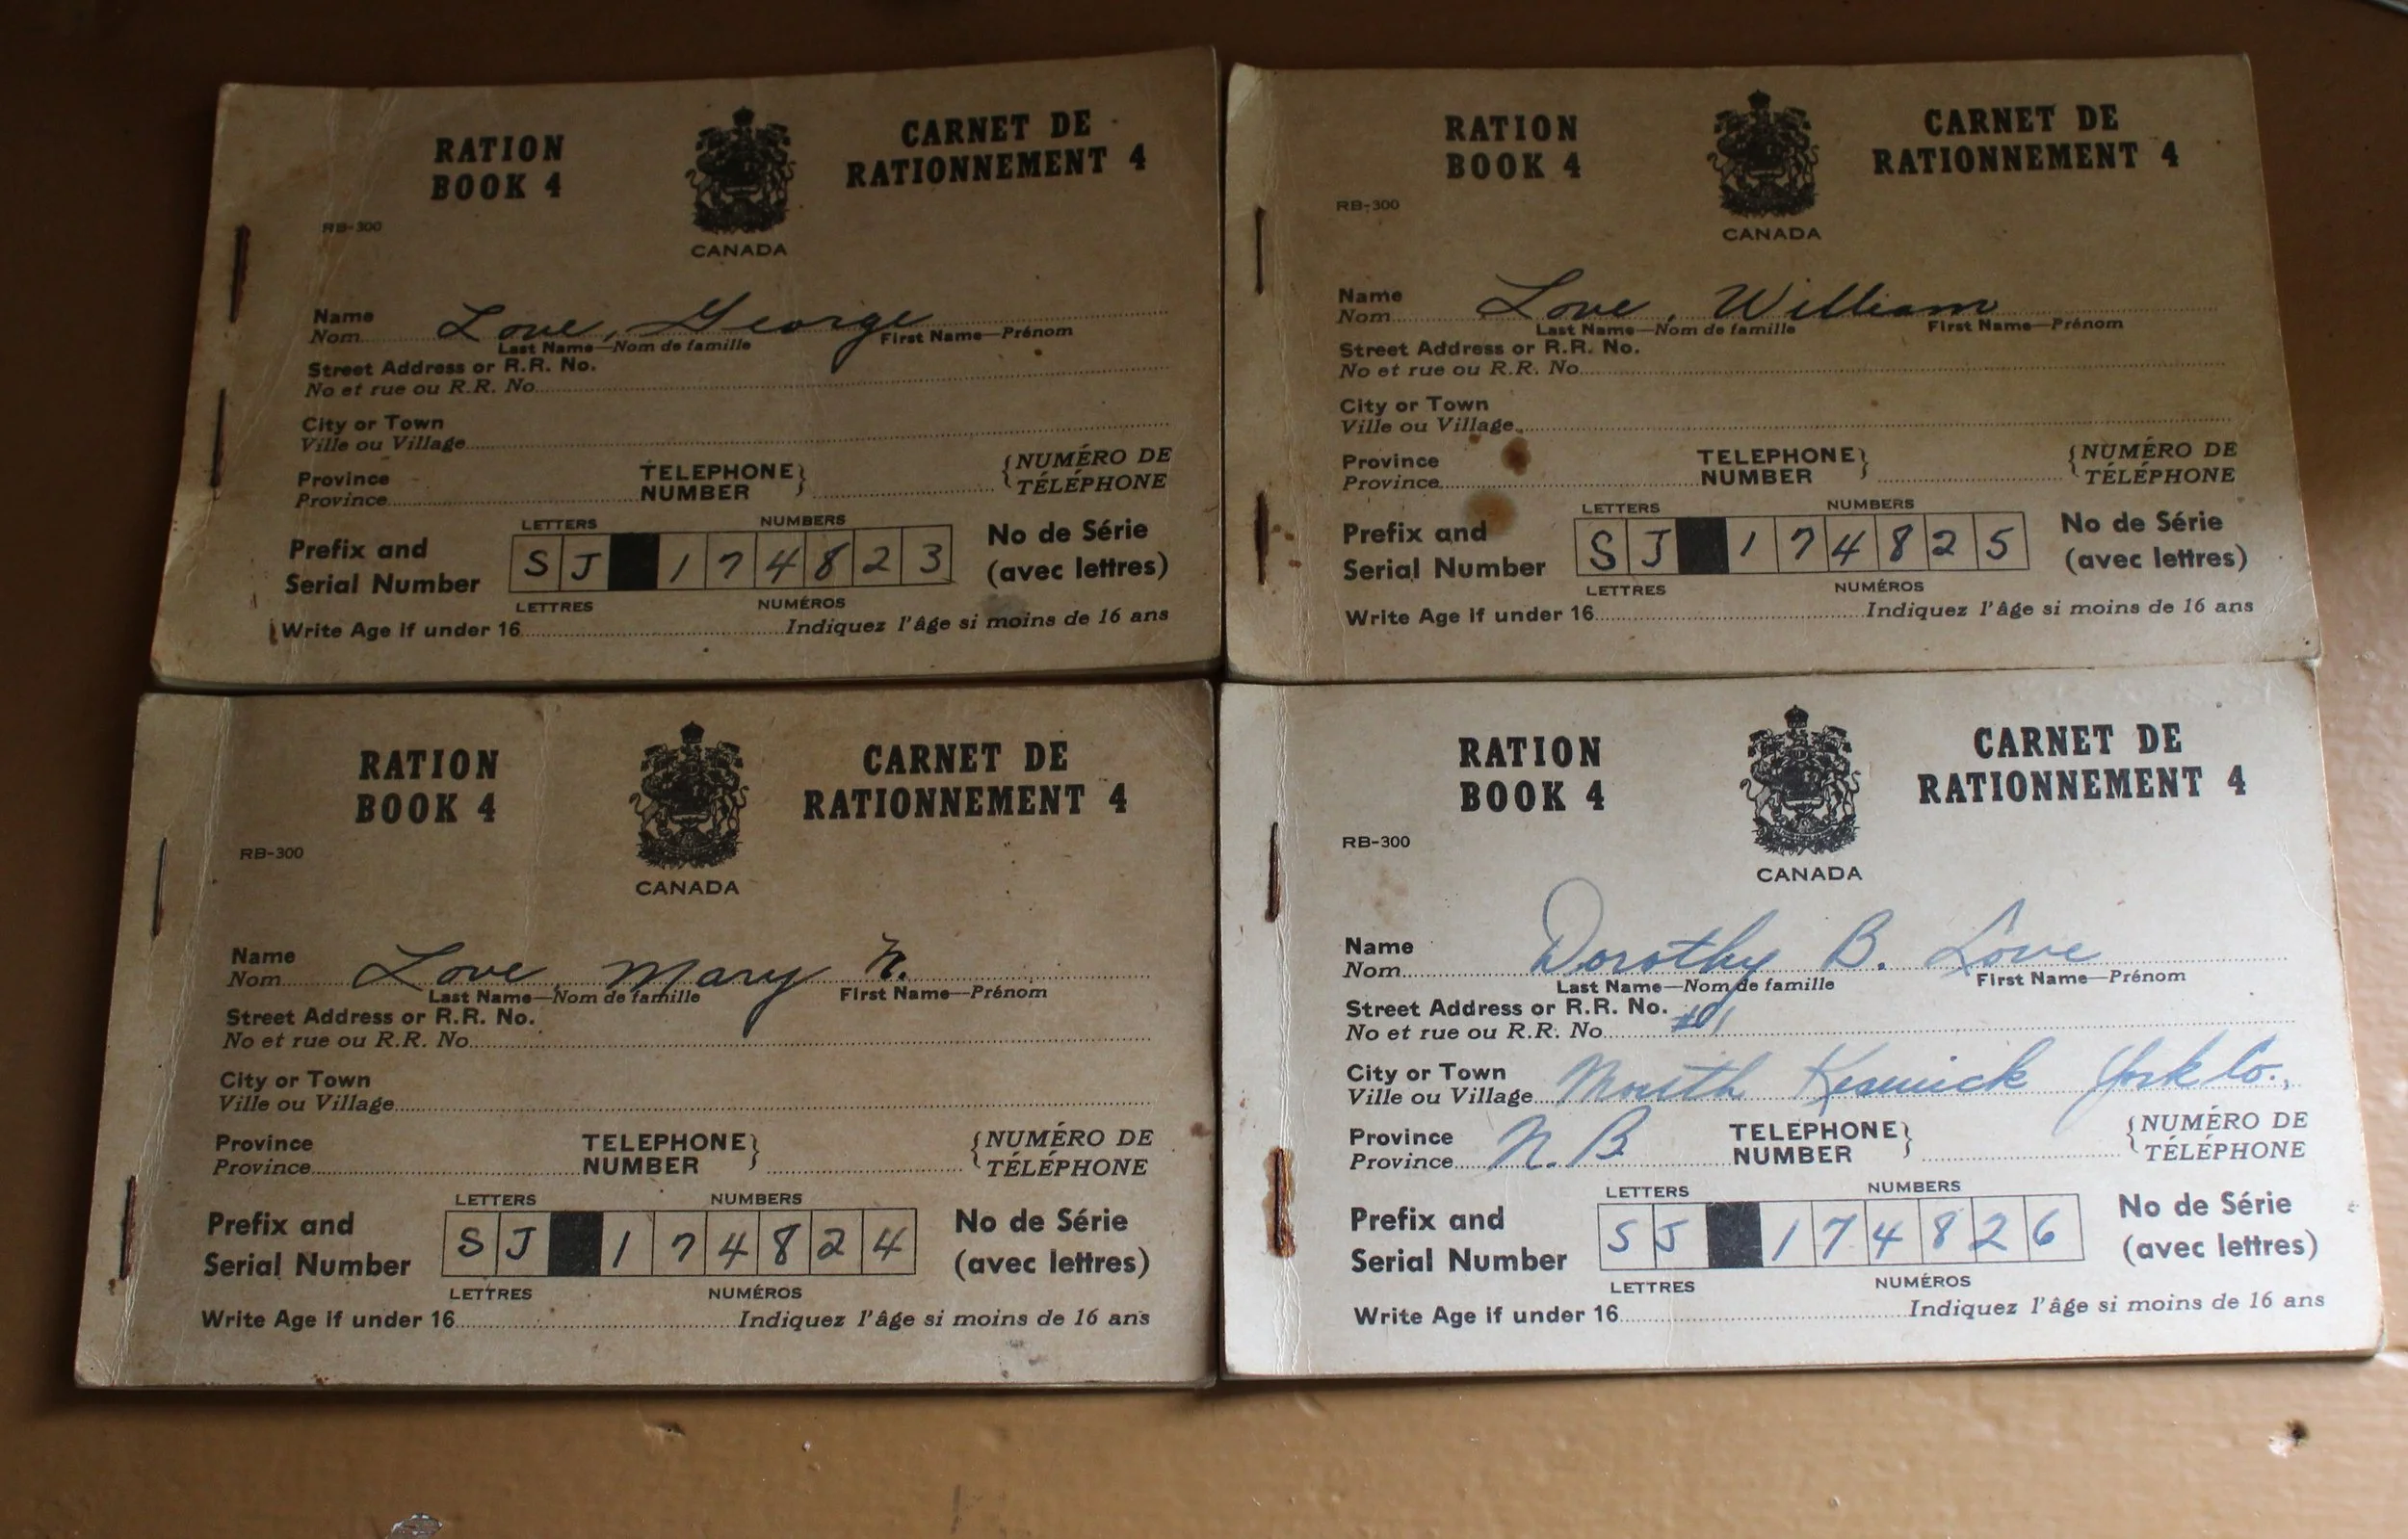 RATION BOOK 4
CARNET DE RATIONNEMENT 4
RB-300
CANADA
Name
Nom Love, George
Last Name—Nom de famille First Name—Prénom
Street Address or R.R. No.
No et rue ou R.R. No
City or Town
Ville ou Village
Province
Province
TELEPHONE NUMBER } { NUMÉRO DE TÉLÉPHONE
LETTERS NUMBERS
Prefix and Serial Number S J 1 7 4 8 2 3 No de Série (avec lettres)
LETTRES NUMÉROS
Write Age if under 16 Indiquez l'âge si moins de 16 ans
RATION BOOK 4
CARNET DE RATIONNEMENT 4
RB-300
CANADA
Name
Nom Love, William
Last Name—Nom de famille First Name—Prénom
Street Address or R.R. No.
No et rue ou R.R. No
City or Town
Ville ou Village
Province
Province
TELEPHONE NUMBER } { NUMÉRO DE TÉLÉPHONE
LETTERS NUMBERS
Prefix and Serial Number S J 1 7 4 8 2 5 No de Série (avec lettres)
LETTRES NUMÉROS
Write Age if under 16 Indiquez l'âge si moins de 16 ans
RATION BOOK 4
CARNET DE RATIONNEMENT 4
RB-300
CANADA
Name
Nom Love, Mary
Last Name—Nom de famille First Name—Prénom
Street Address or R.R. No.
No et rue ou R.R. No
City or Town
Ville ou Village
Province
Province
TELEPHONE NUMBER } { NUMÉRO DE TÉLÉPHONE
LETTERS NUMBERS
Prefix and Serial Number S J 1 7 4 8 2 4 No de Série (avec lettres)
LETTRES NUMÉROS
Write Age if under 16 Indiquez l'âge si moins de 16 ans
RATION BOOK 4
CARNET DE RATIONNEMENT 4
RB-300
CANADA
Name
Nom Dorothy B. Love
Last Name—Nom de famille First Name—Prénom
Street Address or R.R. No.
No et rue ou R.R. No
City or Town
Ville ou Village Mouth Keswick York Co.,
Province
Province N. B.
TELEPHONE NUMBER } { NUMÉRO DE TÉLÉPHONE
LETTERS NUMBERS
Prefix and Serial Number S J 1 7 4 8 2 6 No de Série (avec lettres)
LETTRES NUMÉROS
Write Age if under 16 Indiquez l'âge si moins de 16 ans